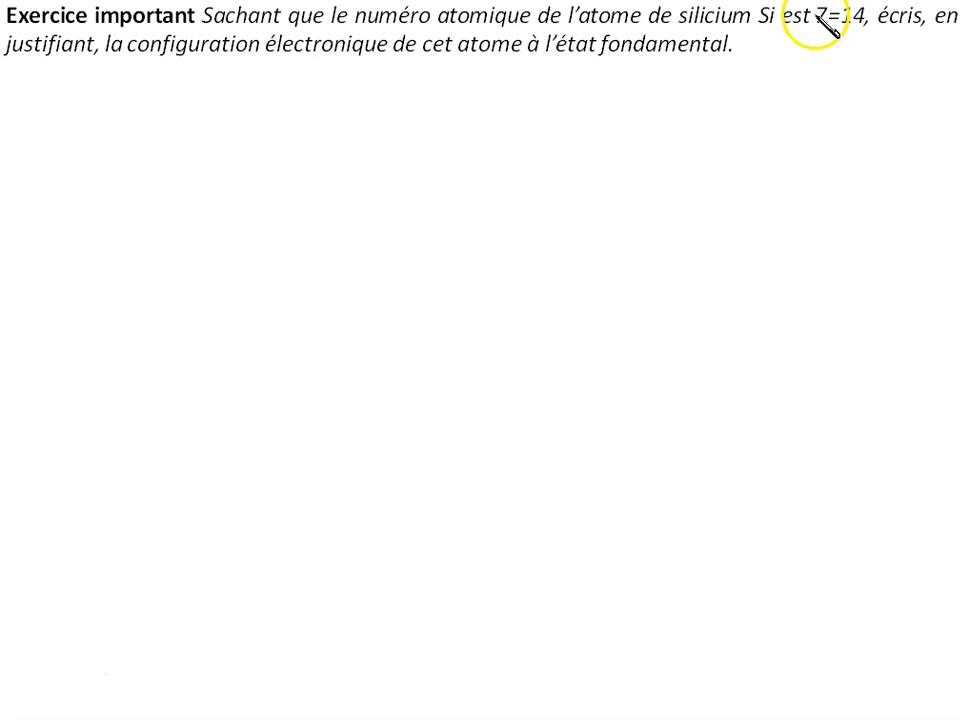 Exercice important Sachant que le numéro atomique de l’atome de silicium Si est Z=14, écris, en
justifiant, la configuration électronique de cet atome à l’état fondamental.